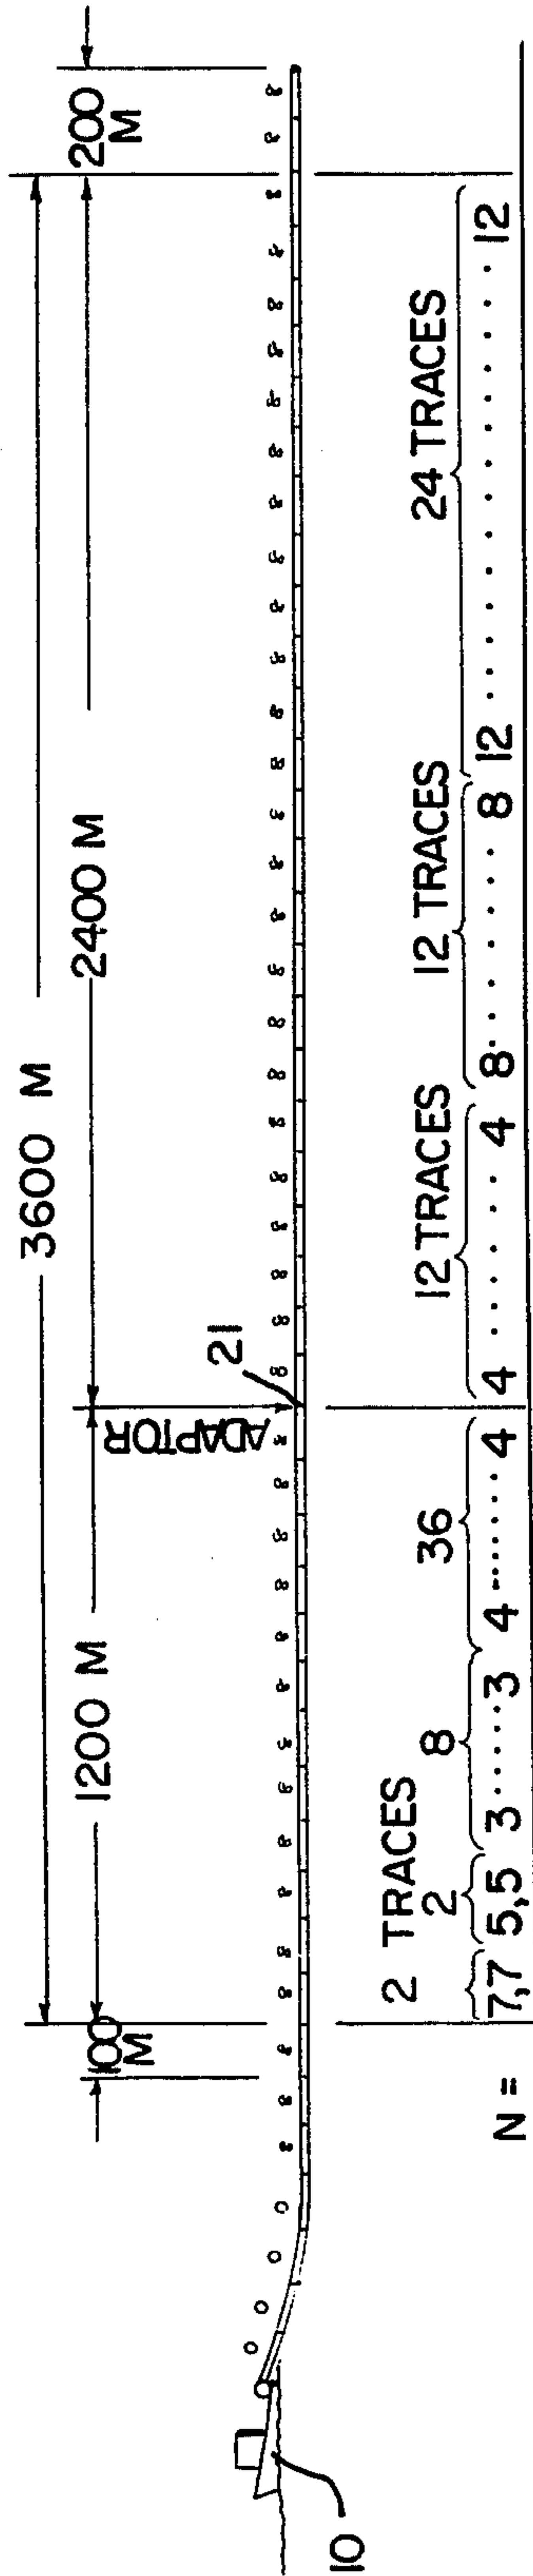 3600 M
100 M 1200 M 2400 M 200 M
ADAPTOR
21
10
2 TRACES
2 8 36 12 TRACES 12 TRACES 24 TRACES
N = 7,7 5,5 3 ...... 3 4 ....... 4 4 ...... 4 8 ....... 8 12 ............ 12